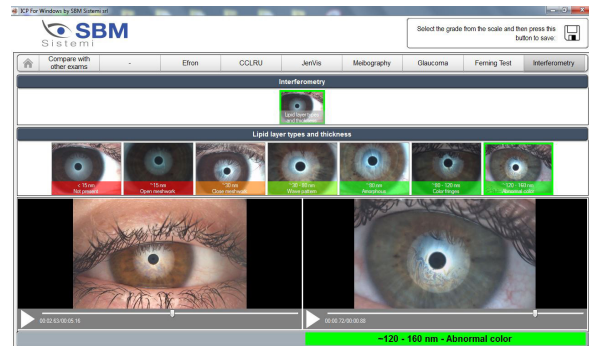 ICP For Windows by SBM Sistemi srl
SBM
Sistemi
Select the grade from the scale and then press this
button to save:
Compare with
other exams
-
Efron
CCLRU
JenVis
Meibography
Glaucoma
Ferning Test
Interferometry
Interferometry
Lipid layer types
and thickness
Lipid layer types and thickness
< 15 nm
Not present
~15 nm
Open meshwork
~30 nm
Close meshwork
~30 - 80 nm
Wave pattern
~80 nm
Amorphous
~80 - 120 nm
Color fringes
~120 - 160 nm
Abnormal color
00:02.63/00:05.16
00:00.72/00:00.88
~120 - 160 nm - Abnormal color